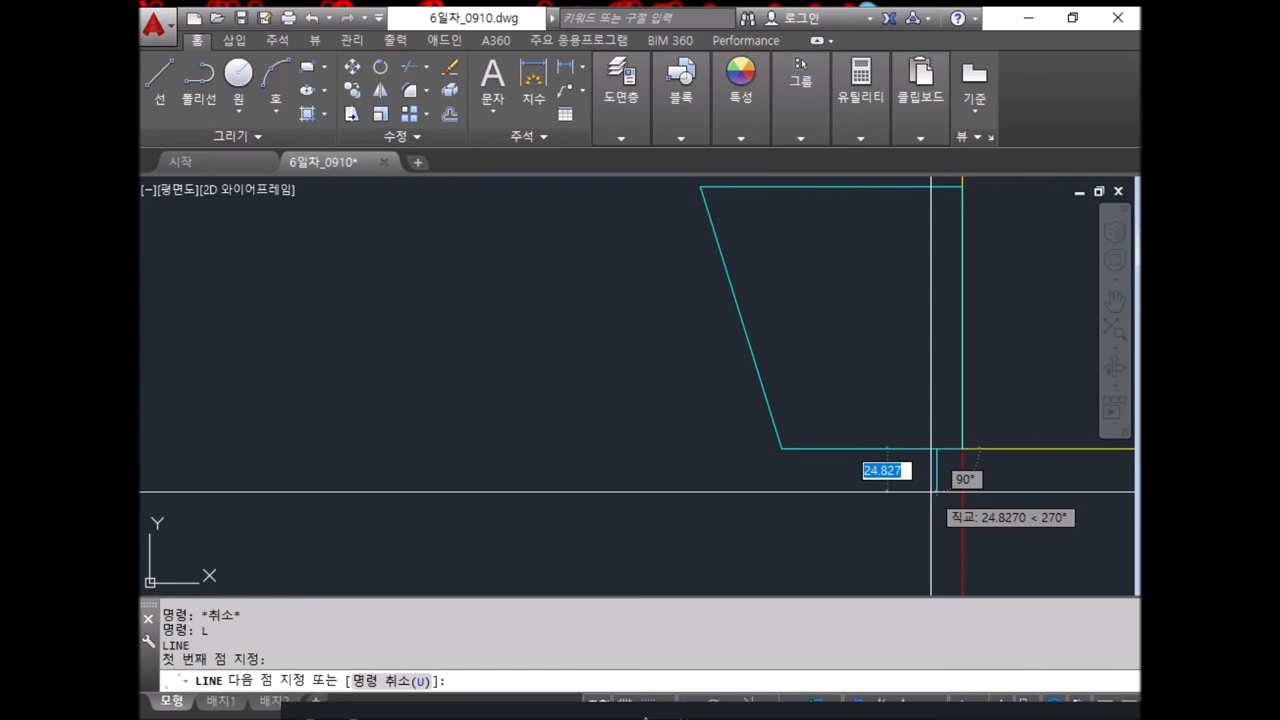 6일차_0910.dwg
키워드 또는 구절 입력
로그인
홈 삽입 주석 뷰 관리 출력 애드인 A360 주요 응용프로그램 BIM 360 Performance
선 폴리선 원 호
A 문자 치수 도면층 블록 특성 그룹 유틸리티 클립보드 기준
그리기 수정 주석 뷰
시작 6일차_0910*
[−][평면도][2D 와이어프레임]
24.827
90°
직교: 24.8270 < 270°
Y
X
명령: *취소*
명령: L
LINE
첫 번째 점 지정:
LINE 다음 점 지정 또는 [명령 취소(U)]:
모형 배치1 배치2